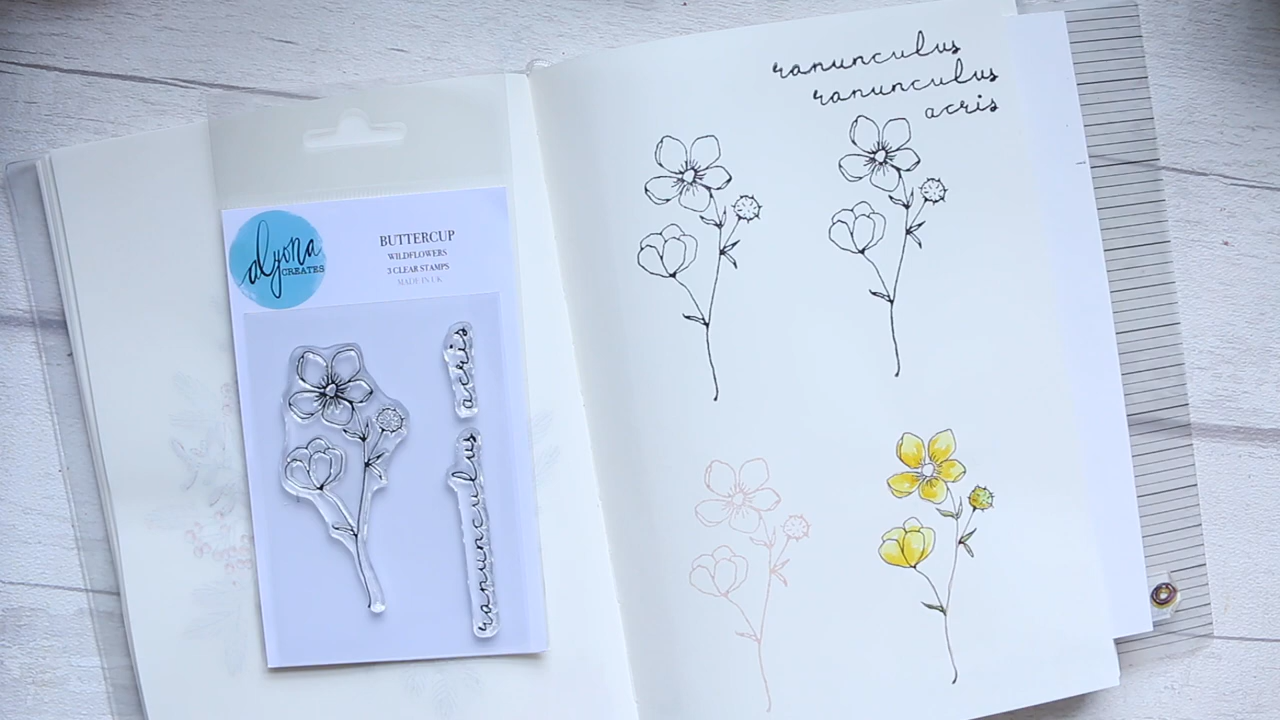 alyona
CREATES
BUTTERCUP
WILDFLOWERS
3 CLEAR STAMPS
MADE IN UK
acris
ranunculus
ranunculus
ranunculus
acris